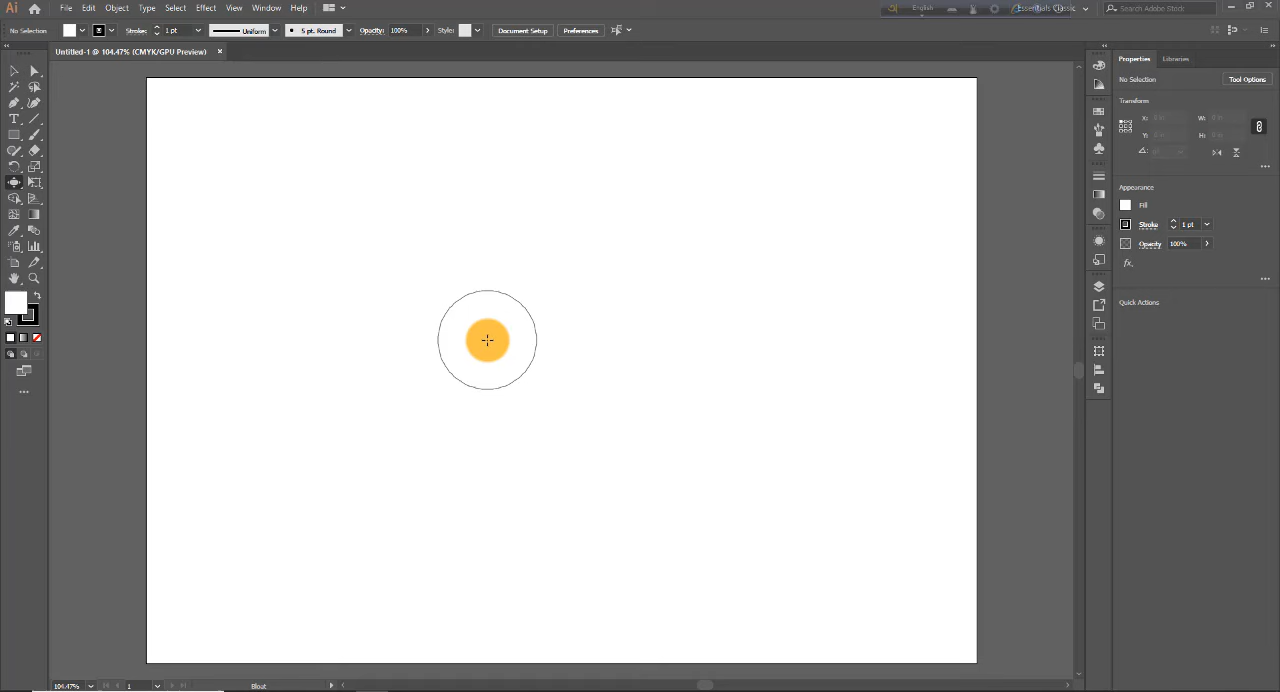 Ai File Edit Object Type Select Effect View Window Help English Essentials Classic Search Adobe Stock
No Selection Stroke: 1 pt Uniform 5 pt. Round Opacity: 100% Style: Document Setup Preferences
Untitled-1 @ 104.47% (CMYK/GPU Preview) ×
Properties Libraries
No Selection Tool Options
Transform
X: W:
Y: H:
Appearance
Fill
Stroke 1 pt
Opacity 100%
fx.
Quick Actions
104.47% 1 Bloat